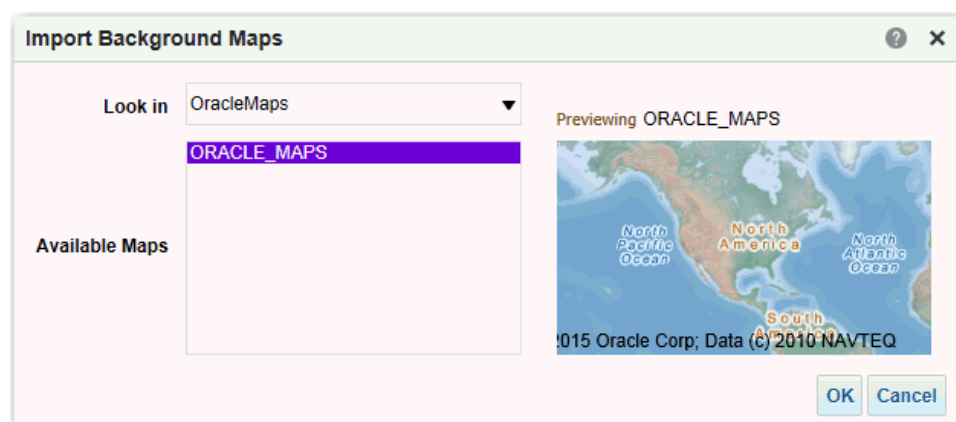 Import Background Maps
Look in
OracleMaps
Previewing ORACLE_MAPS
ORACLE_MAPS
Available Maps
North
Pacific
Ocean
North
America
North
Atlantic
Ocean
South
America
2015 Oracle Corp; Data (c) 2010 NAVTEQ
OK Cancel